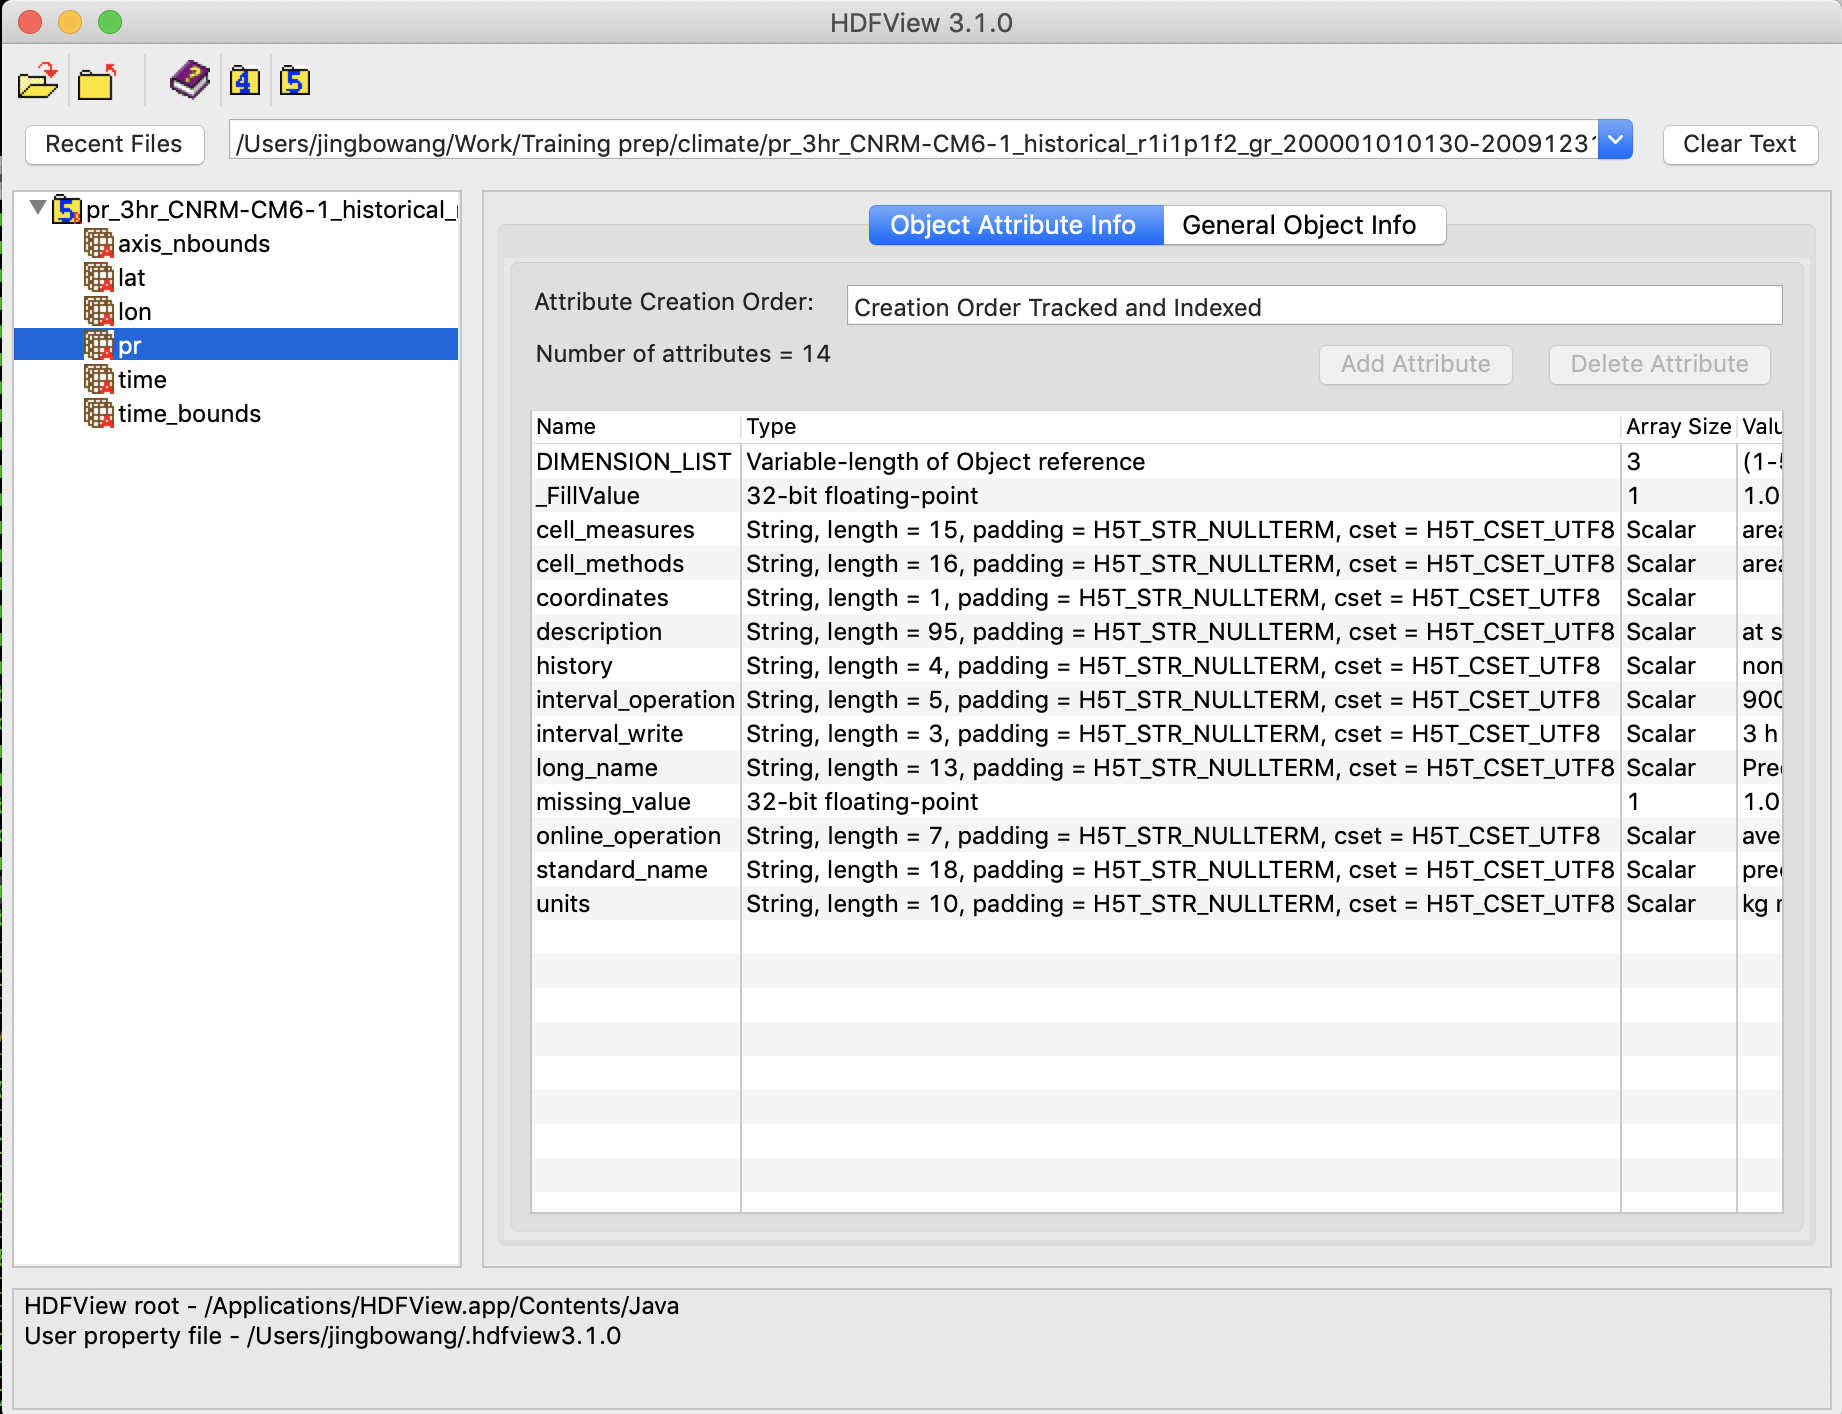 HDFView 3.1.0
Recent Files
/Users/jingbowang/Work/Training prep/climate/pr_3hr_CNRM-CM6-1_historical_r1i1p1f2_gr_200001010130-20091231
Clear Text
pr_3hr_CNRM-CM6-1_historical_
axis_nbounds
lat
lon
pr
time
time_bounds
Object Attribute Info General Object Info
Attribute Creation Order: Creation Order Tracked and Indexed
Number of attributes = 14
Add Attribute Delete Attribute
Name Type Array Size Valu
DIMENSION_LIST Variable-length of Object reference 3 (1-
_FillValue 32-bit floating-point 1 1.0
cell_measures String, length = 15, padding = H5T_STR_NULLTERM, cset = H5T_CSET_UTF8 Scalar area
cell_methods String, length = 16, padding = H5T_STR_NULLTERM, cset = H5T_CSET_UTF8 Scalar area
coordinates String, length = 1, padding = H5T_STR_NULLTERM, cset = H5T_CSET_UTF8 Scalar
description String, length = 95, padding = H5T_STR_NULLTERM, cset = H5T_CSET_UTF8 Scalar at s
history String, length = 4, padding = H5T_STR_NULLTERM, cset = H5T_CSET_UTF8 Scalar non
interval_operation String, length = 5, padding = H5T_STR_NULLTERM, cset = H5T_CSET_UTF8 Scalar 900
interval_write String, length = 3, padding = H5T_STR_NULLTERM, cset = H5T_CSET_UTF8 Scalar 3 h
long_name String, length = 13, padding = H5T_STR_NULLTERM, cset = H5T_CSET_UTF8 Scalar Pre
missing_value 32-bit floating-point 1 1.0
online_operation String, length = 7, padding = H5T_STR_NULLTERM, cset = H5T_CSET_UTF8 Scalar ave
standard_name String, length = 18, padding = H5T_STR_NULLTERM, cset = H5T_CSET_UTF8 Scalar pre
units String, length = 10, padding = H5T_STR_NULLTERM, cset = H5T_CSET_UTF8 Scalar kg
HDFView root - /Applications/HDFView.app/Contents/Java
User property file - /Users/jingbowang/.hdfview3.1.0